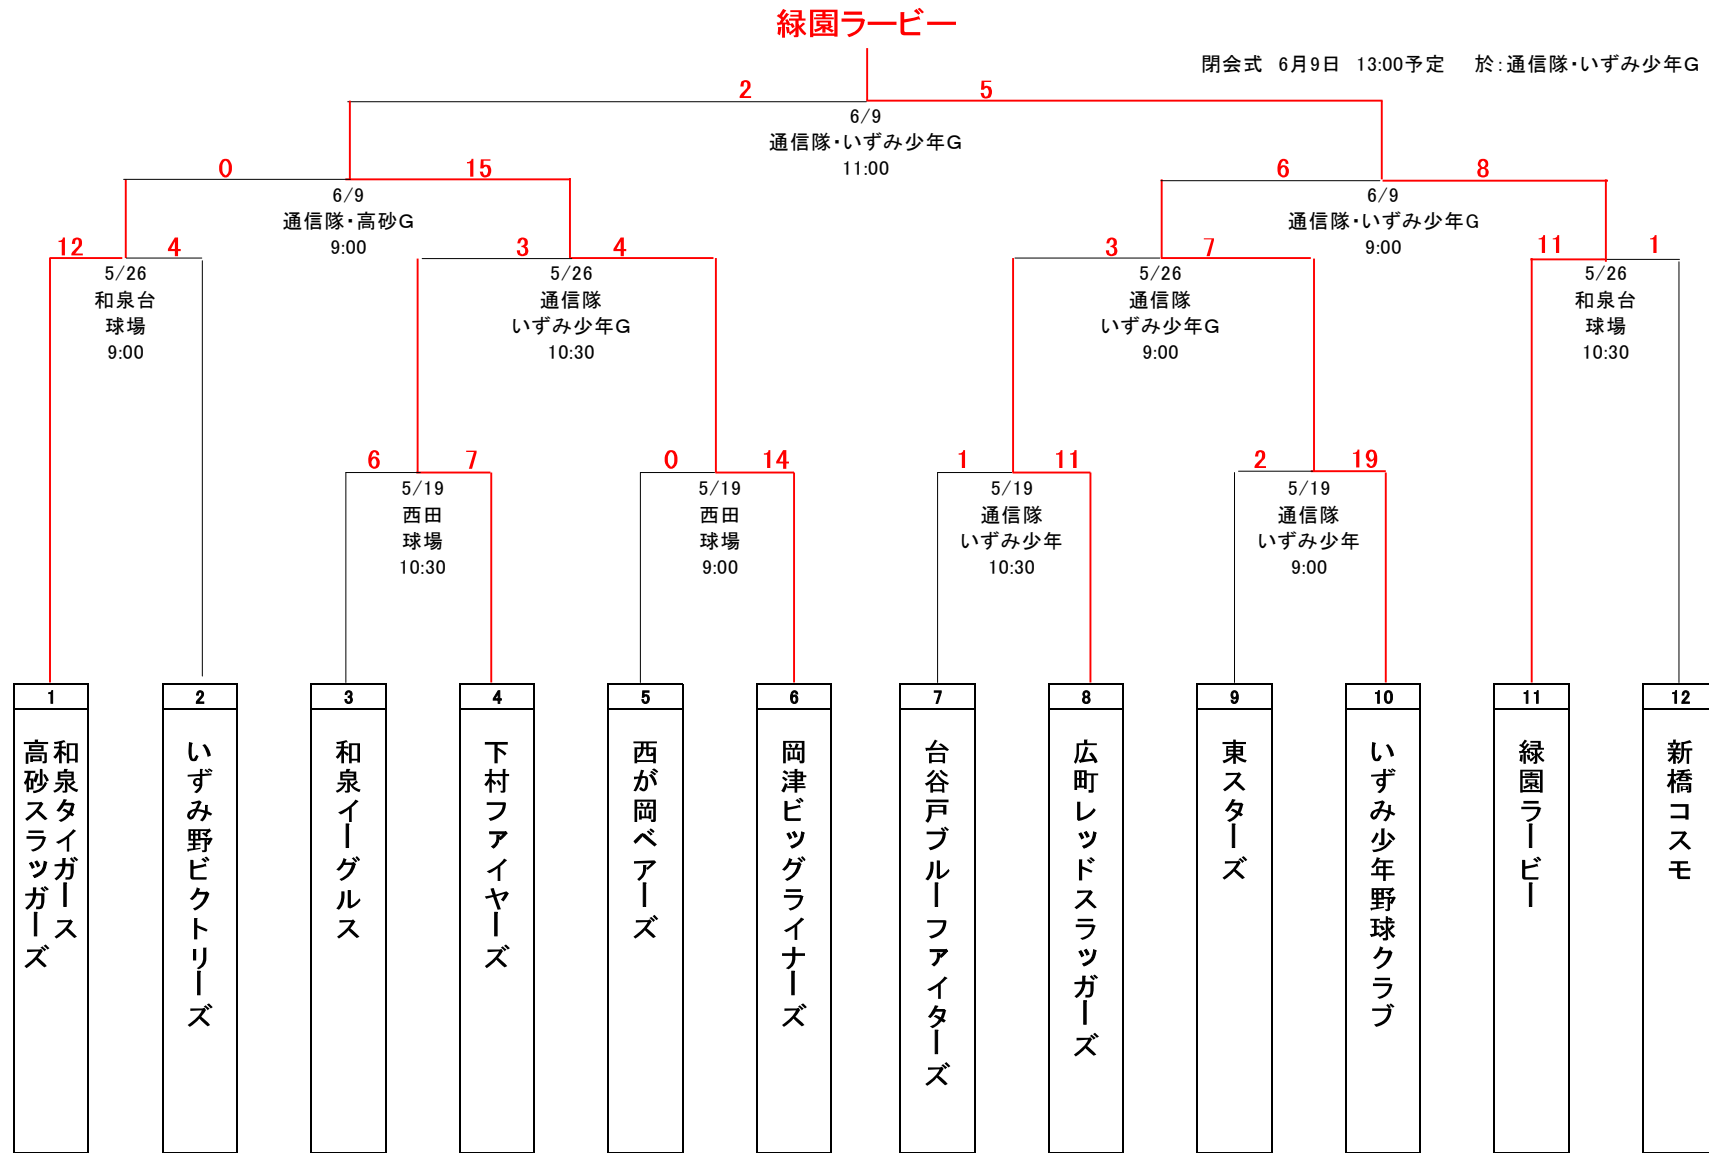 緑園ラービー
閉会式 6月9日 13:00予定 於:通信隊・いずみ少年G
2 5
6/9
通信隊・いずみ少年G
11:00
0 15
6/9
通信隊・高砂G
9:00
6 8
6/9
通信隊・いずみ少年G
9:00
12 4
5/26
和泉台
球場
9:00
3 4
5/26
通信隊
いずみ少年G
10:30
3 7
5/26
通信隊
いずみ少年G
9:00
11 1
5/26
和泉台
球場
10:30
6 7
5/19
西田
球場
10:30
0 14
5/19
西田
球場
9:00
1 11
5/19
通信隊
いずみ少年
10:30
2 19
5/19
通信隊
いずみ少年
9:00
1
和泉タイガース
高砂スラッガーズ
2
いずみ野ビクトリーズ
3
和泉イーグルス
4
下村ファイヤーズ
5
西が岡ベアーズ
6
岡津ビッグライナーズ
7
台谷戸ブルーファイターズ
8
広町レッドスラッガーズ
9
東スターズ
10
いずみ少年野球クラブ
11
緑園ラービー
12
新橋コスモ